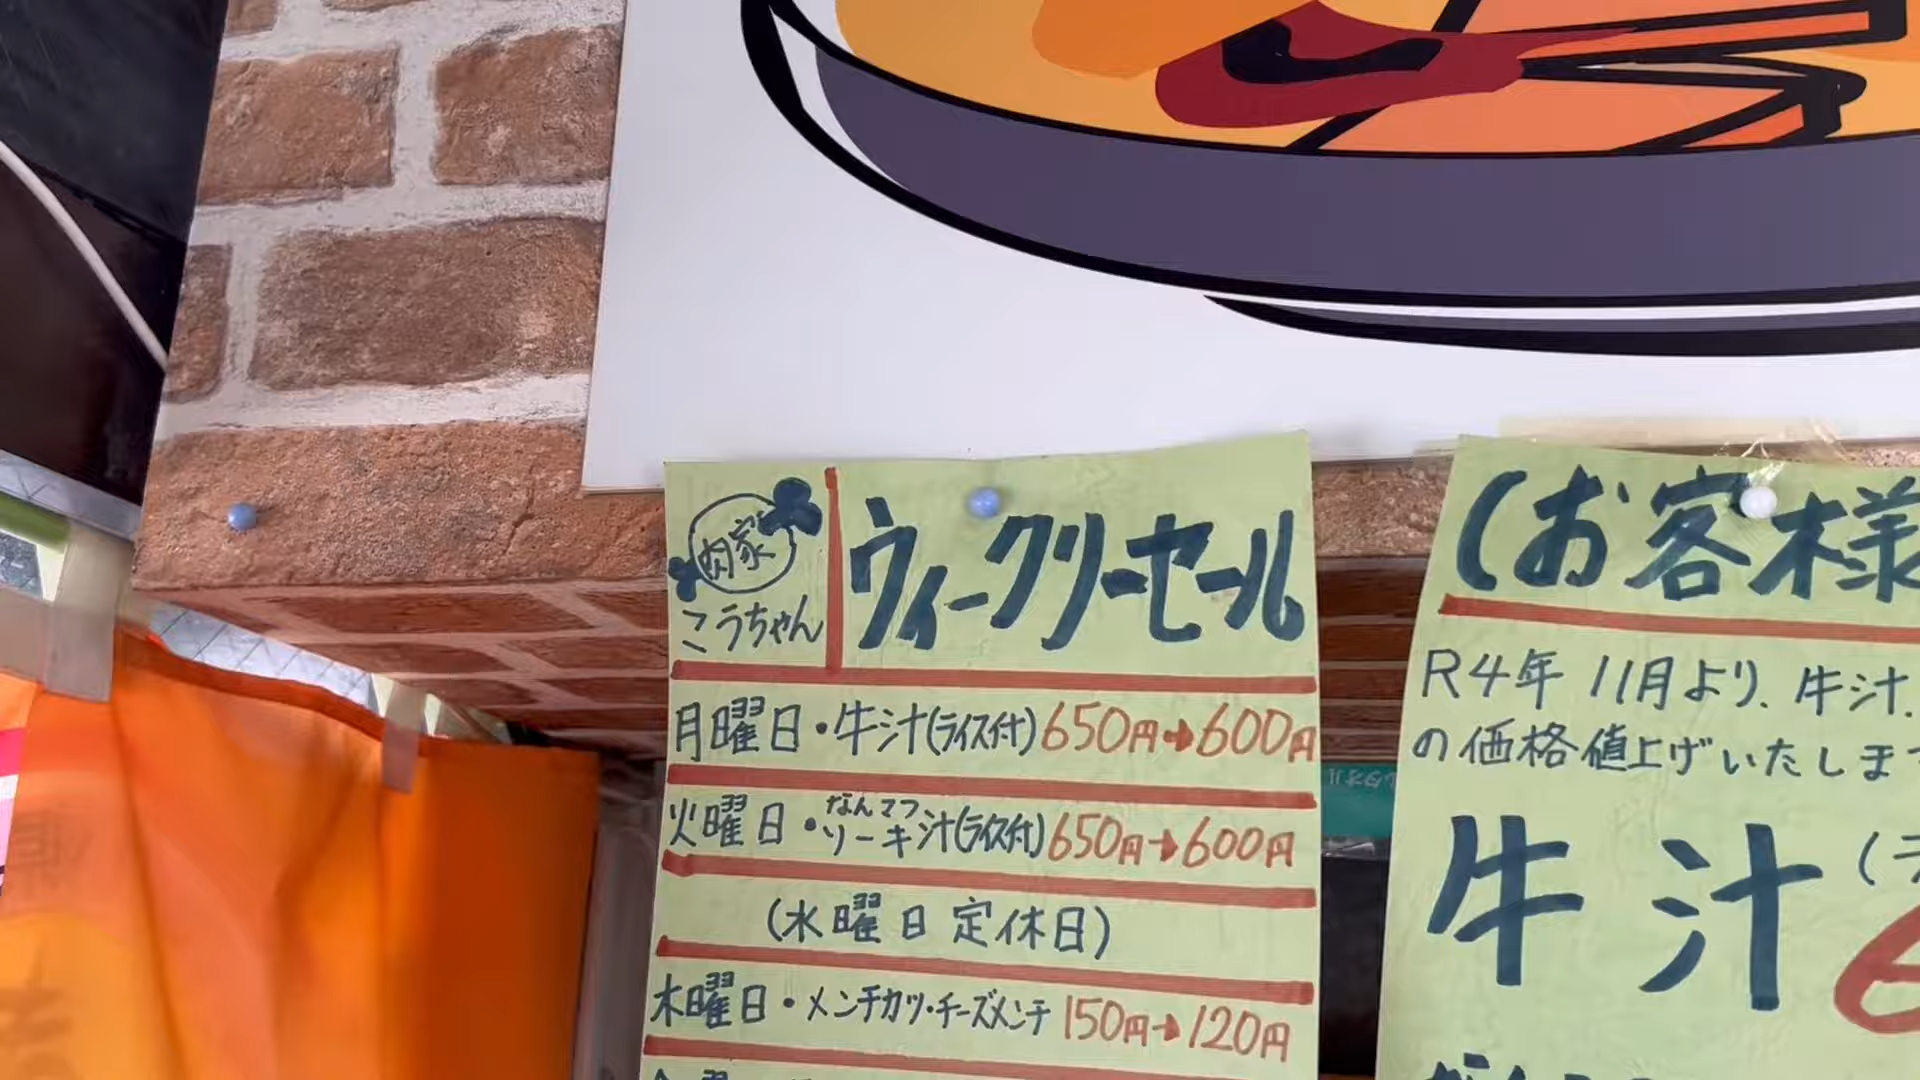 肉家
こうちゃん
ウィークリーセール
月曜日・牛汁(ライス付)650円→600円
なんこつ
火曜日・ソーキ汁(ライス付)650円→600円
(水曜日定休日)
木曜日・メンチカツ・チーズメンチ 150円→120円
(お客様
R4年 11月より、牛汁、
の価格値上げいたしま
牛汁